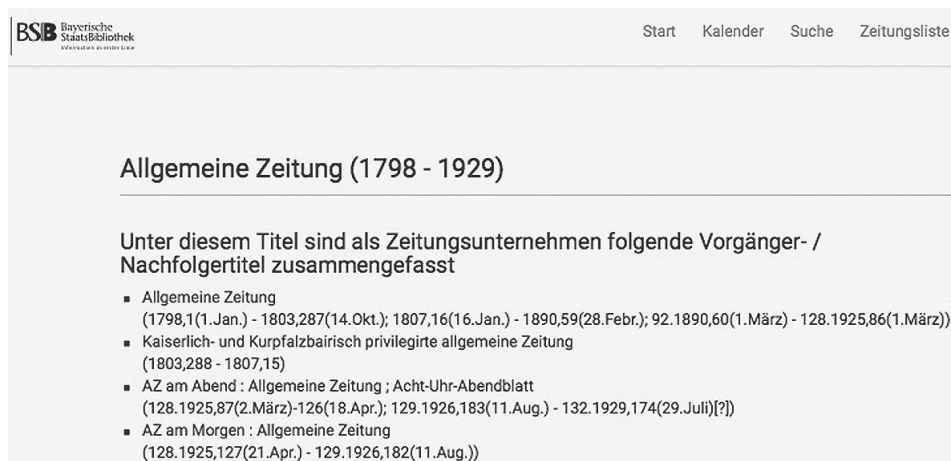 BSB Bayerische
StaatsBibliothek
Information in erster Linie
Start Kalender Suche Zeitungsliste
Allgemeine Zeitung (1798 - 1929)
Unter diesem Titel sind als Zeitungsunternehmen folgende Vorgänger- /
Nachfolgertitel zusammengefasst
▪ Allgemeine Zeitung
(1798,1(1.Jan.) - 1803,287(14.Okt.); 1807,16(16.Jan.) - 1890,59(28.Febr.); 92.1890,60(1.März) - 128.1925,86(1.März))
▪ Kaiserlich- und Kurpfalzbairisch privilegirte allgemeine Zeitung
(1803,288 - 1807,15)
▪ AZ am Abend : Allgemeine Zeitung ; Acht-Uhr-Abendblatt
(128.1925,87(2.März)-126(18.Apr.); 129.1926,183(11.Aug.) - 132.1929,174(29.Juli)[?])
▪ AZ am Morgen : Allgemeine Zeitung
(128.1925,127(21.Apr.) - 129.1926,182(11.Aug.))